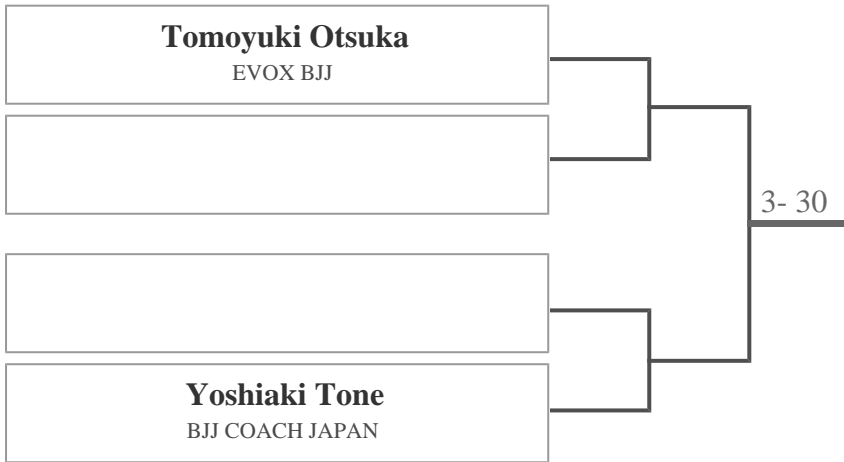 Tomoyuki Otsuka
EVOX BJJ
3- 30
Yoshiaki Tone
BJJ COACH JAPAN